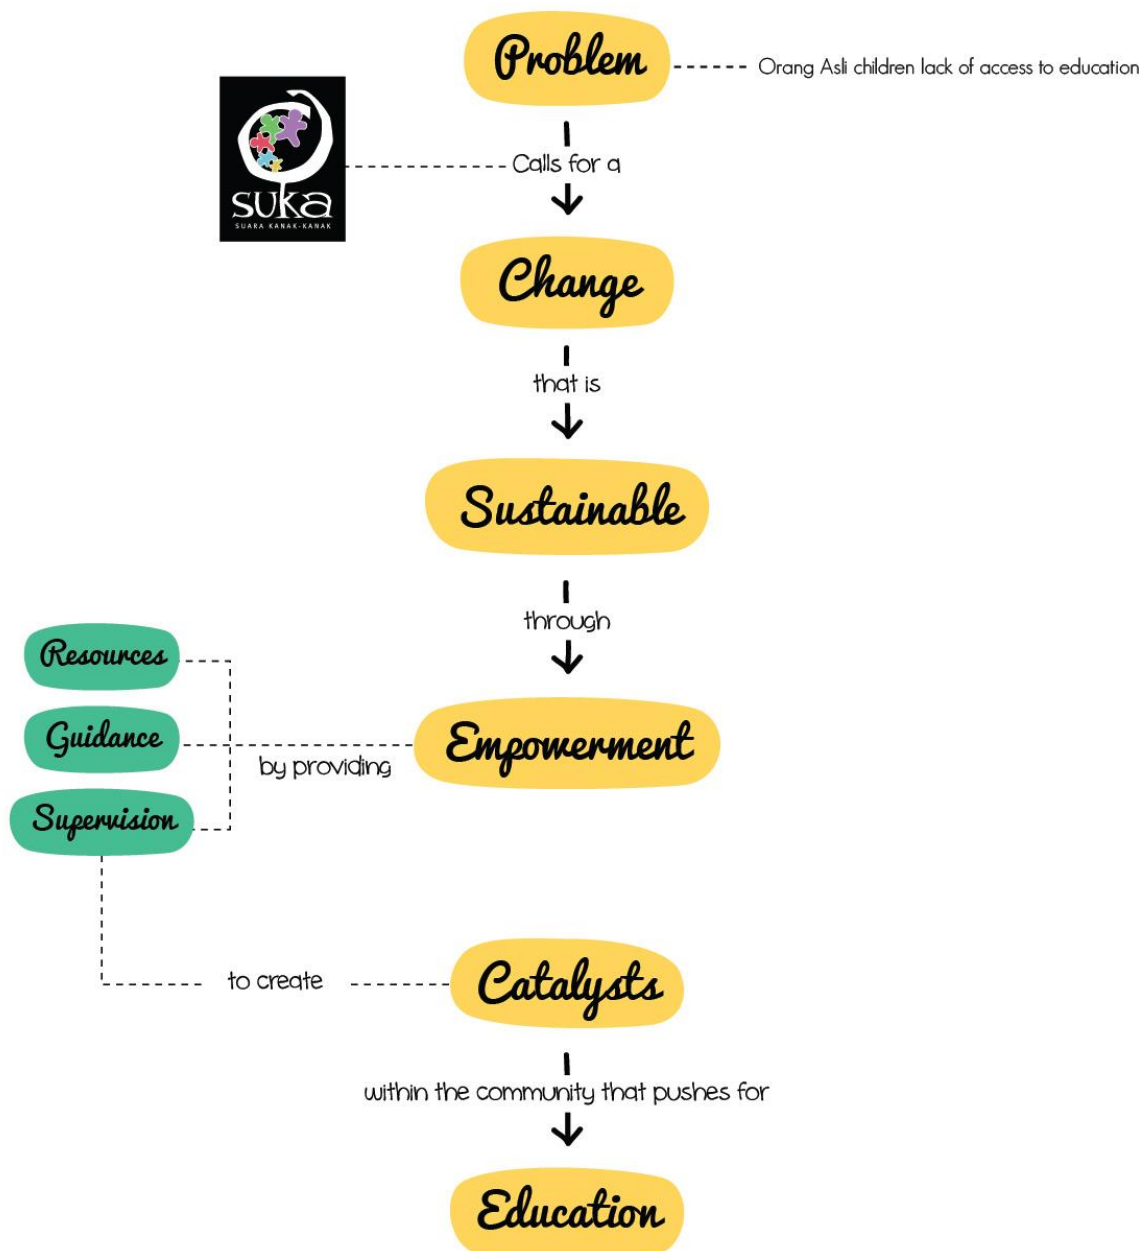 Problem
Orang Asli children lack of access to education
Calls for a
suka
SUARA KANAK-KANAK
Change
that is
Sustainable
through
Resources
Guidance
Supervision
by providing
Empowerment
to create
Catalysts
within the community that pushes for
Education